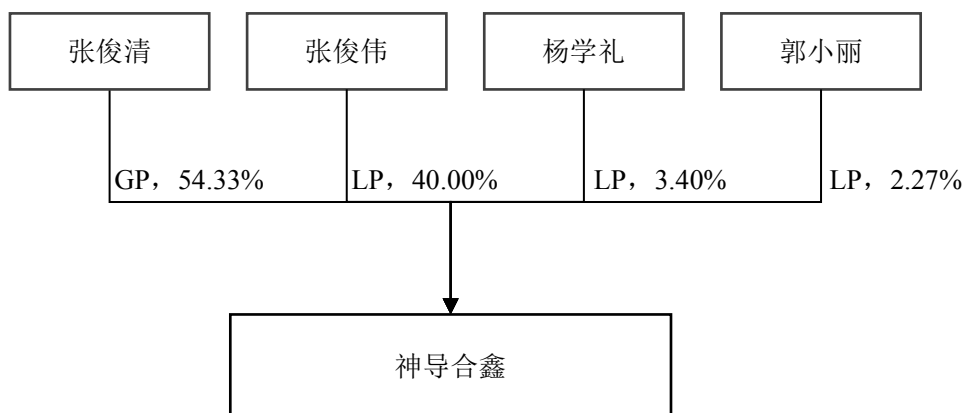 张俊清
张俊伟
杨学礼
郭小丽
GP，54.33%
LP，40.00%
LP，3.40%
LP，2.27%
神导合鑫